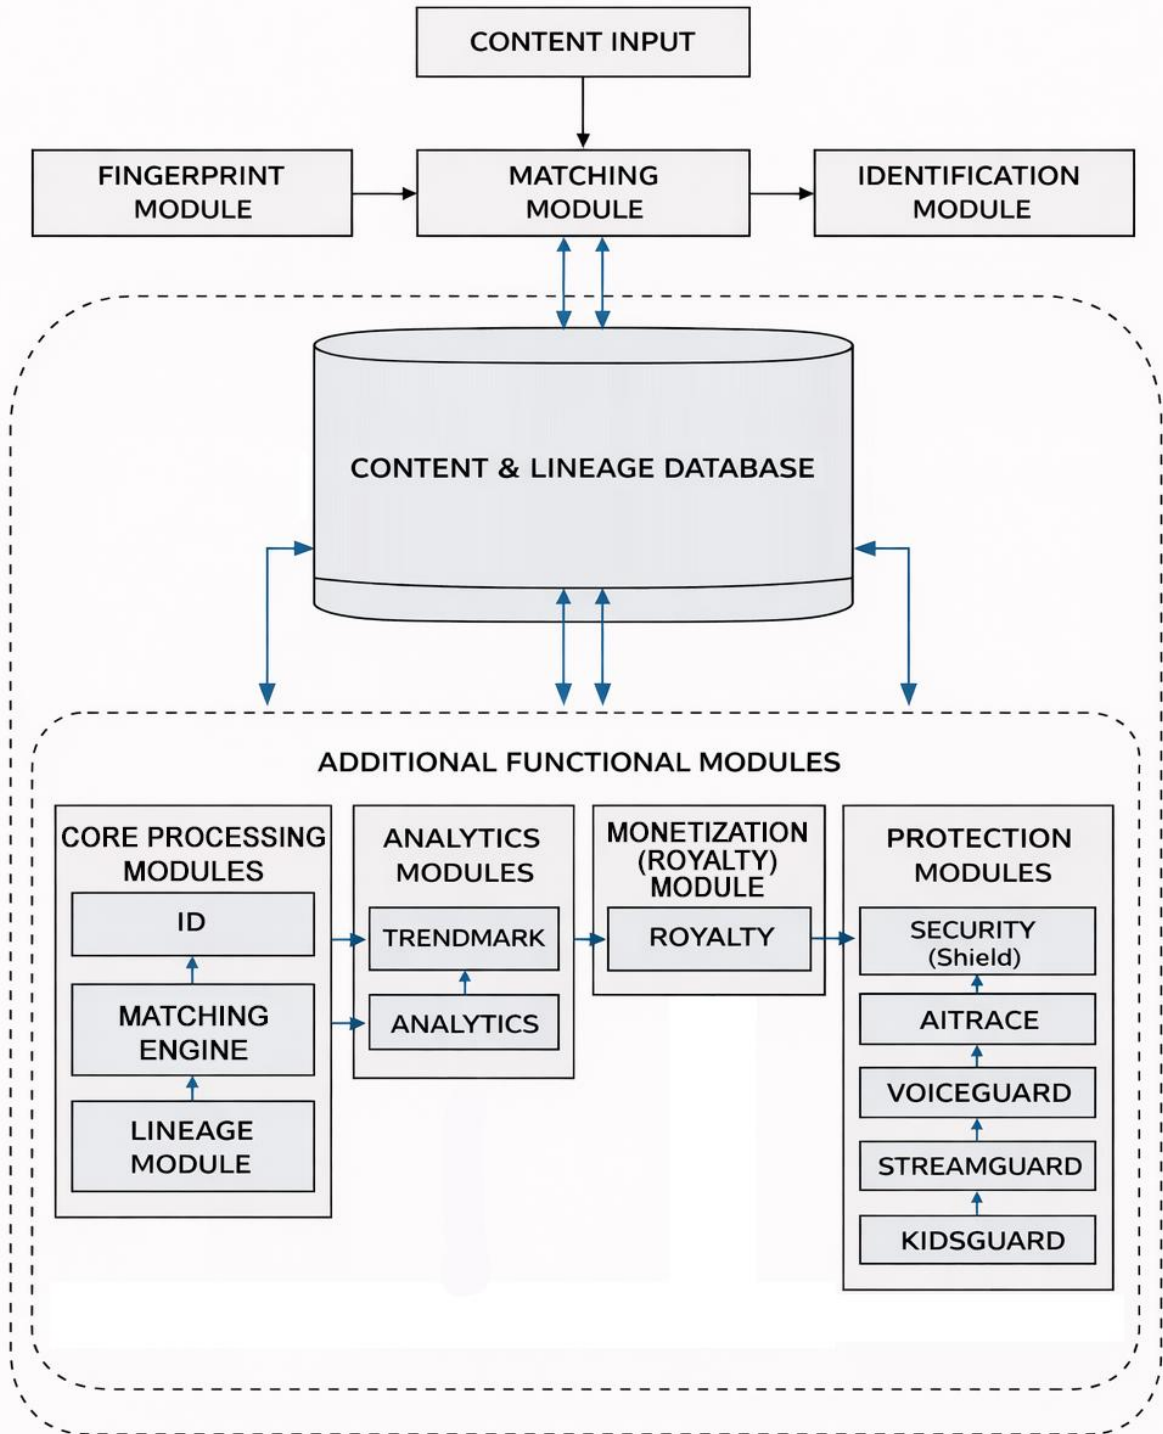 CONTENT INPUT
FINGERPRINT
MODULE
MATCHING
MODULE
IDENTIFICATION
MODULE
CONTENT & LINEAGE DATABASE
ADDITIONAL FUNCTIONAL MODULES
CORE PROCESSING
MODULES
ID
MATCHING
ENGINE
LINEAGE
MODULE
ANALYTICS
MODULES
TRENDMARK
ANALYTICS
MONETIZATION
(ROYALTY)
MODULE
ROYALTY
PROTECTION
MODULES
SECURITY
(Shield)
AITRACE
VOICEGUARD
STREAMGUARD
KIDSGUARD